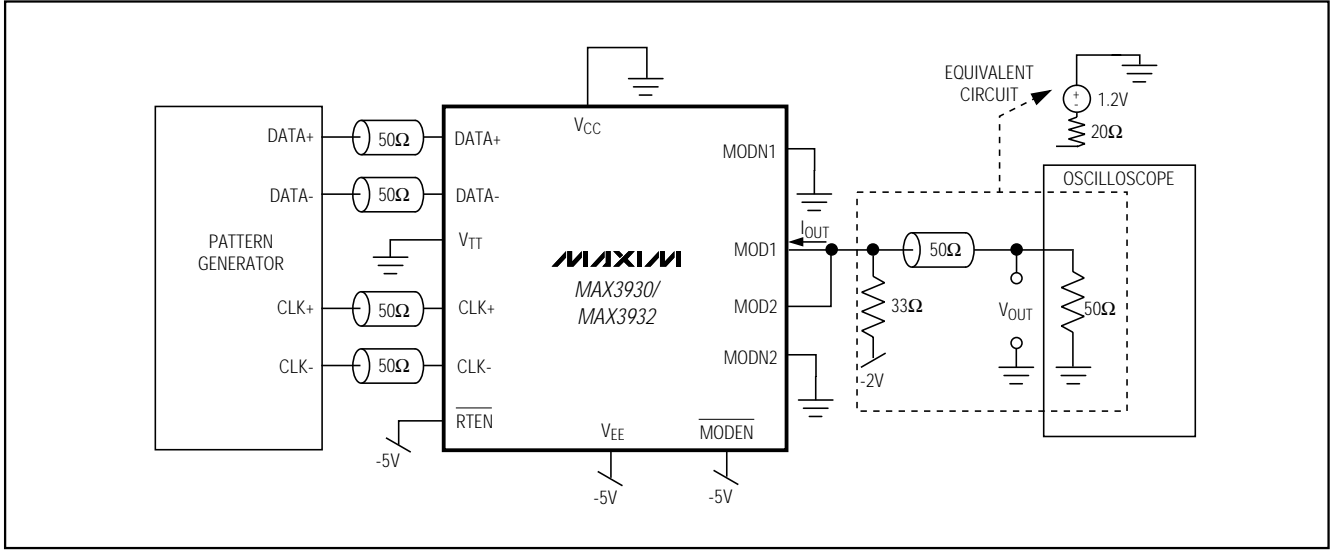 PATTERN
GENERATOR
DATA+
DATA-
CLK+
CLK-
50Ω
50Ω
50Ω
50Ω
DATA+
DATA-
VTT
CLK+
CLK-
RTEN
-5V
VCC
MAXIM
MAX3930/
MAX3932
VEE
-5V
MODEN
-5V
MODN1
MOD1
MOD2
MODN2
IOUT
EQUIVALENT
CIRCUIT
+
-
1.2V
20Ω
OSCILLOSCOPE
50Ω
33Ω
-2V
VOUT
50Ω